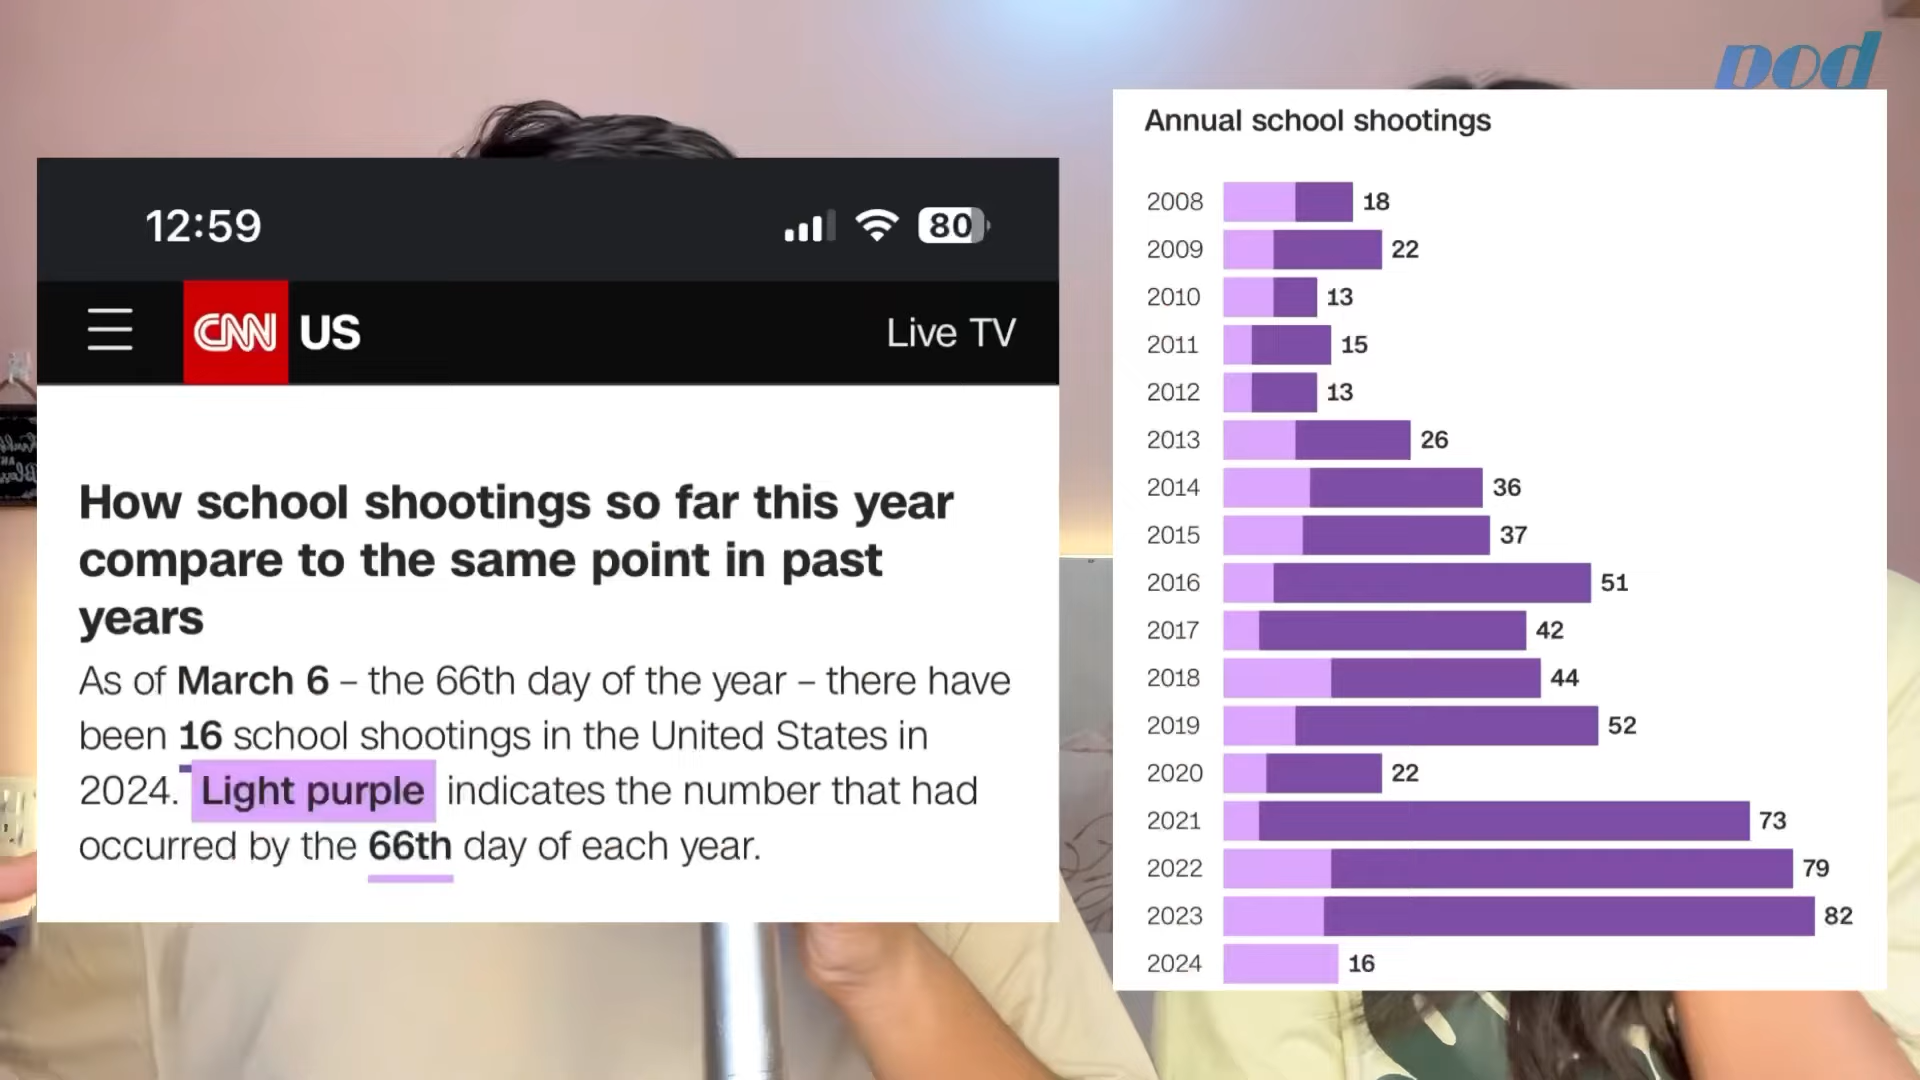 pod
12:59
80
CNN US
Live TV
How school shootings so far this year
compare to the same point in past
years
As of March 6 – the 66th day of the year – there have
been 16 school shootings in the United States in
2024. Light purple indicates the number that had
occurred by the 66th day of each year.
Annual school shootings
2008 18
2009 22
2010 13
2011 15
2012 13
2013 26
2014 36
2015 37
2016 51
2017 42
2018 44
2019 52
2020 22
2021 73
2022 79
2023 82
2024 16